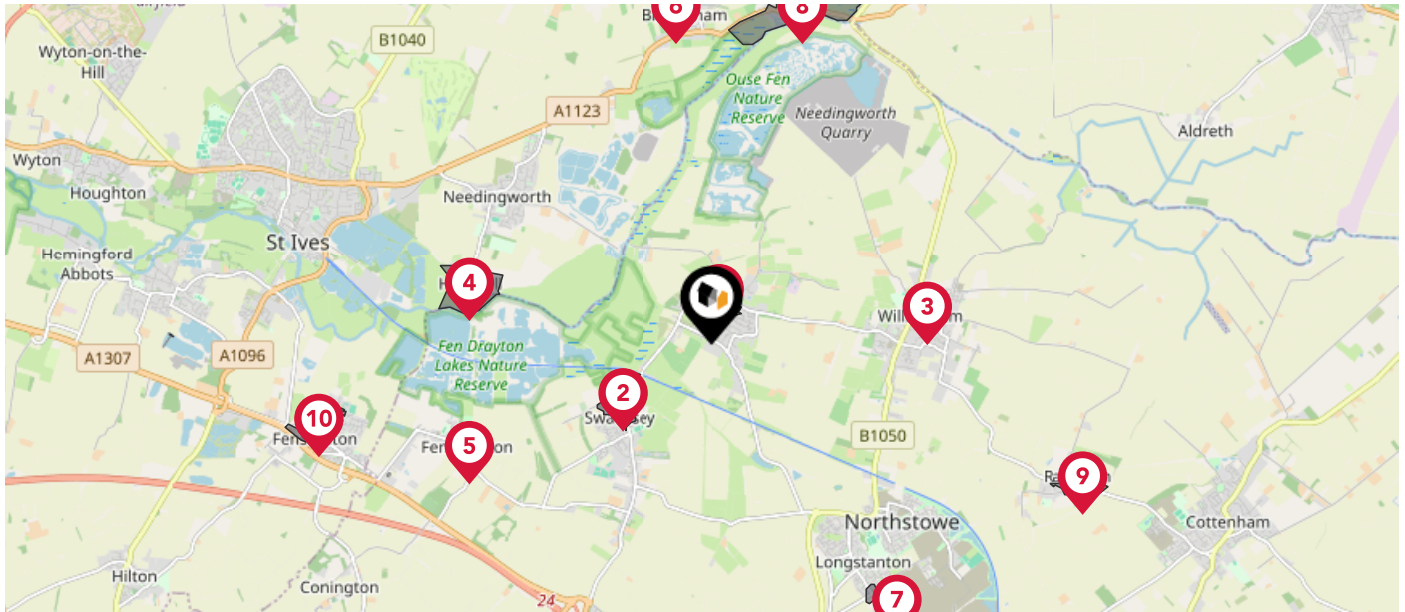 6
8
B1040
Wyton-on-the-
Hill
Ouse Fen
Nature
Reserve
A1123
Needingworth
Quarry
Aldreth
Wyton
Houghton
Needingworth
St Ives
Hemingford
Abbots
4
3
Fen Drayton
Lakes Nature
Reserve
A1307
A1096
2
10
5
B1050
9
Northstowe
Cottenham
Longstanton
Hilton
Conington
24
7